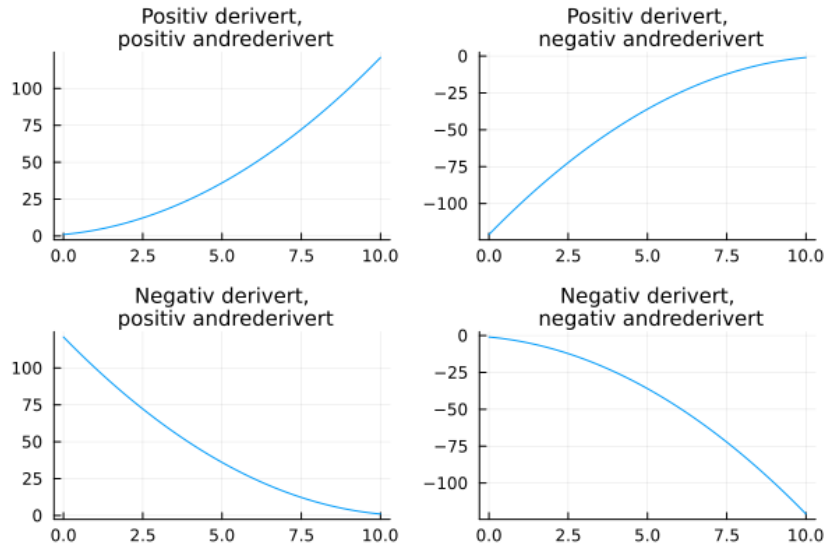 Positiv derivert,
positiv andrederivert
100
75
50
25
0
0.0 2.5 5.0 7.5 10.0
Positiv derivert,
negativ andrederivert
0
−25
−50
−75
−100
0.0 2.5 5.0 7.5 10.0
Negativ derivert,
positiv andrederivert
100
75
50
25
0
0.0 2.5 5.0 7.5 10.0
Negativ derivert,
negativ andrederivert
0
−25
−50
−75
−100
0.0 2.5 5.0 7.5 10.0